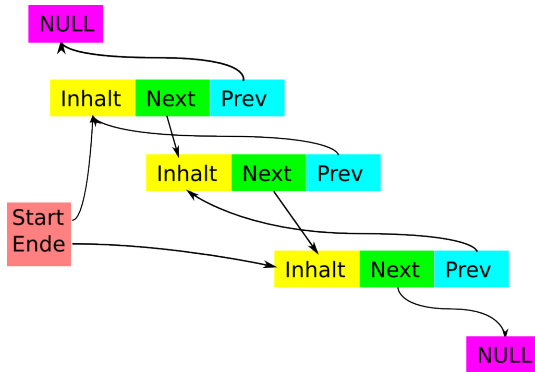 NULL
Inhalt Next Prev
Inhalt Next Prev
Start
Ende
Inhalt Next Prev
NULL